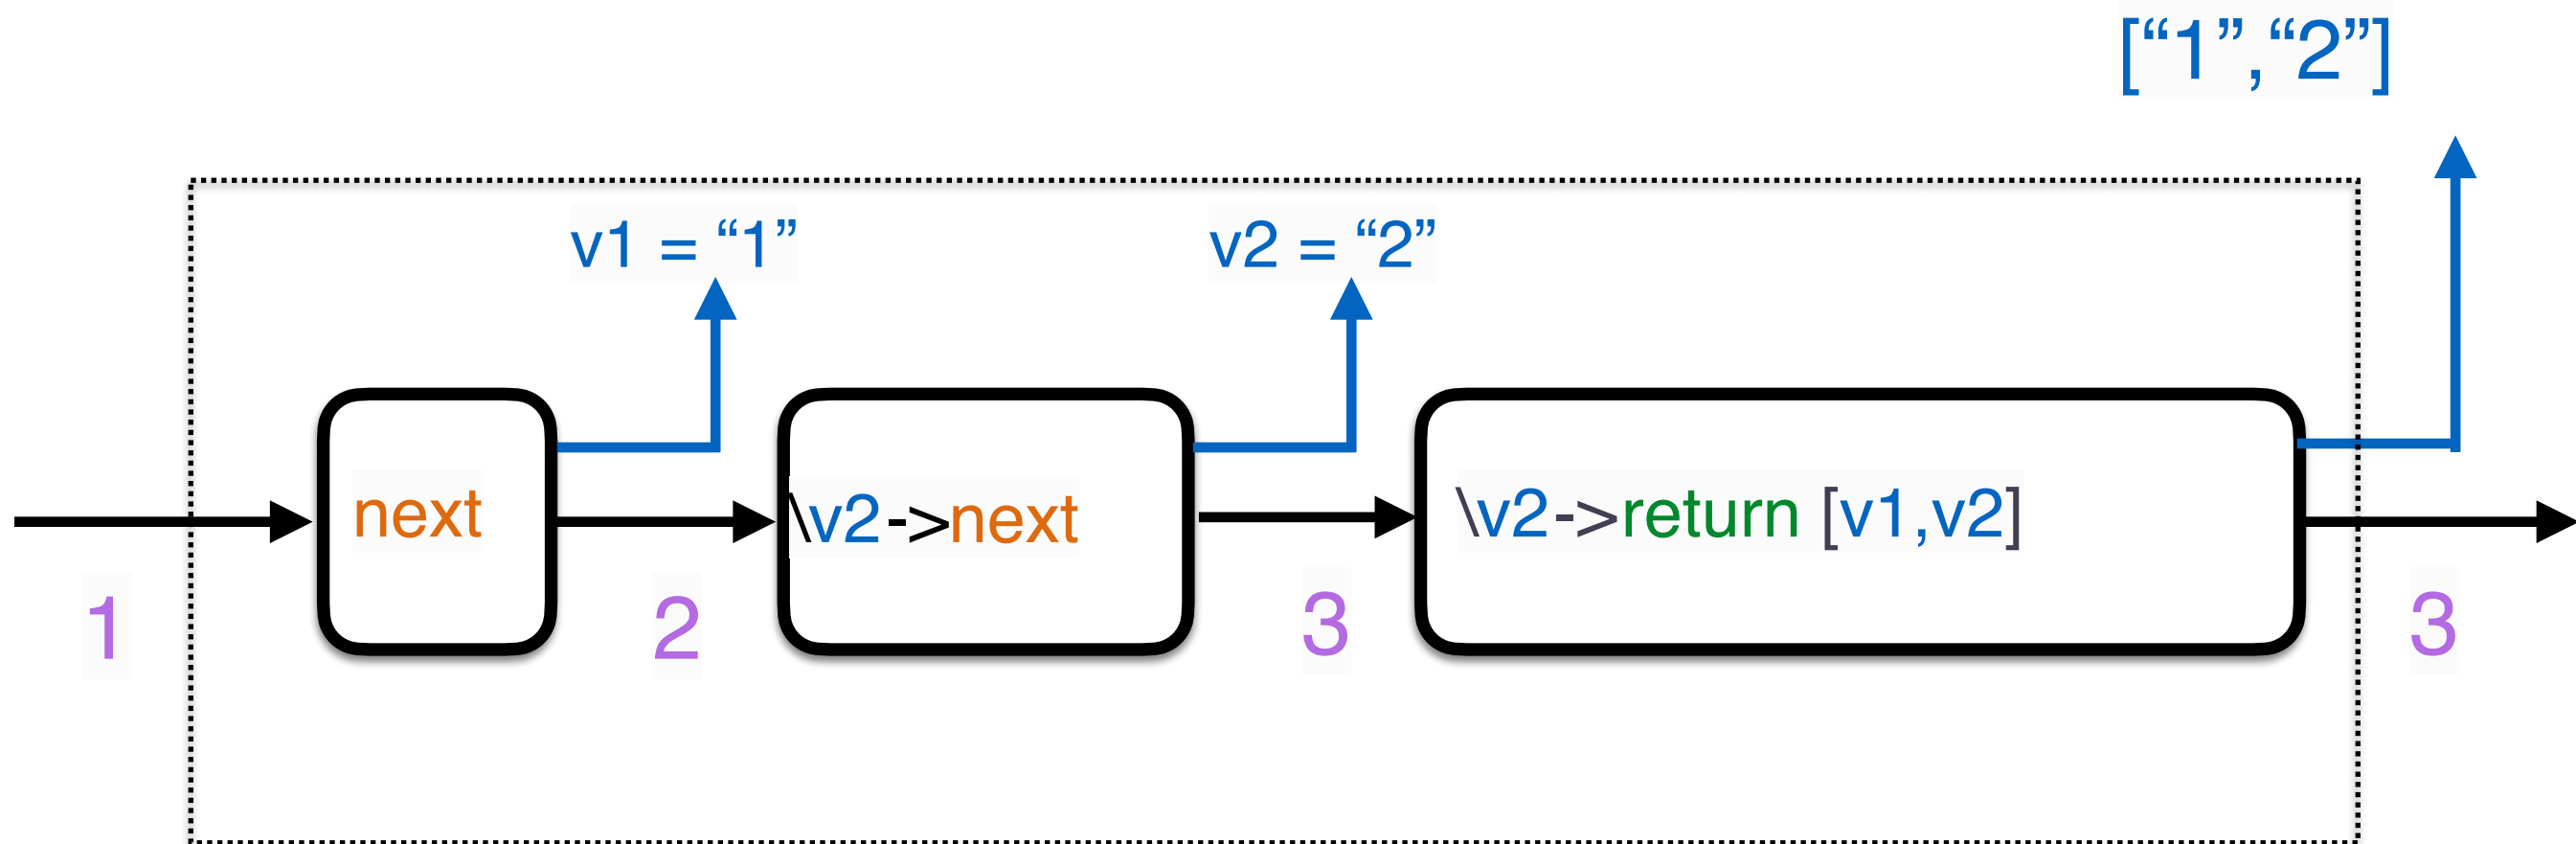 [“1”,“2”]
v1 = “1”
v2 = “2”
next
\v2->next
\v2->return [v1,v2]
1
2
3
3